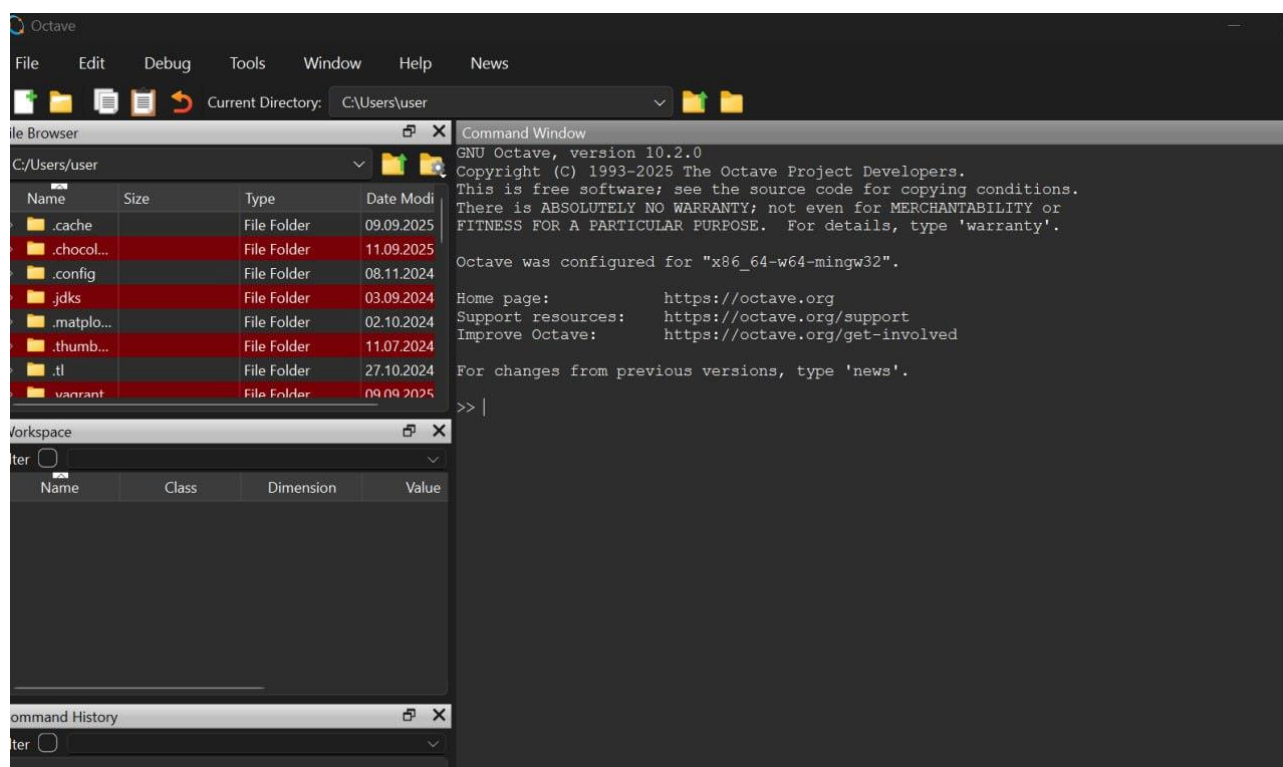 Octave
File Edit Debug Tools Window Help News
Current Directory: C:\Users\user
ile Browser
C:/Users/user
Name Size Type Date Modi
.cache File Folder 09.09.2025
.chocol... File Folder 11.09.2025
.config File Folder 08.11.2024
.jdks File Folder 03.09.2024
.matplo... File Folder 02.10.2024
.thumb... File Folder 11.07.2024
.tl File Folder 27.10.2024
.vagrant File Folder 09.09.2025
Workspace
lter
Name Class Dimension Value
ommand History
lter
Command Window
GNU Octave, version 10.2.0
Copyright (C) 1993-2025 The Octave Project Developers.
This is free software; see the source code for copying conditions.
There is ABSOLUTELY NO WARRANTY; not even for MERCHANTABILITY or
FITNESS FOR A PARTICULAR PURPOSE.  For details, type 'warranty'.
Octave was configured for "x86_64-w64-mingw32".
Home page: https://octave.org
Support resources: https://octave.org/support
Improve Octave: https://octave.org/get-involved
For changes from previous versions, type 'news'.
>>